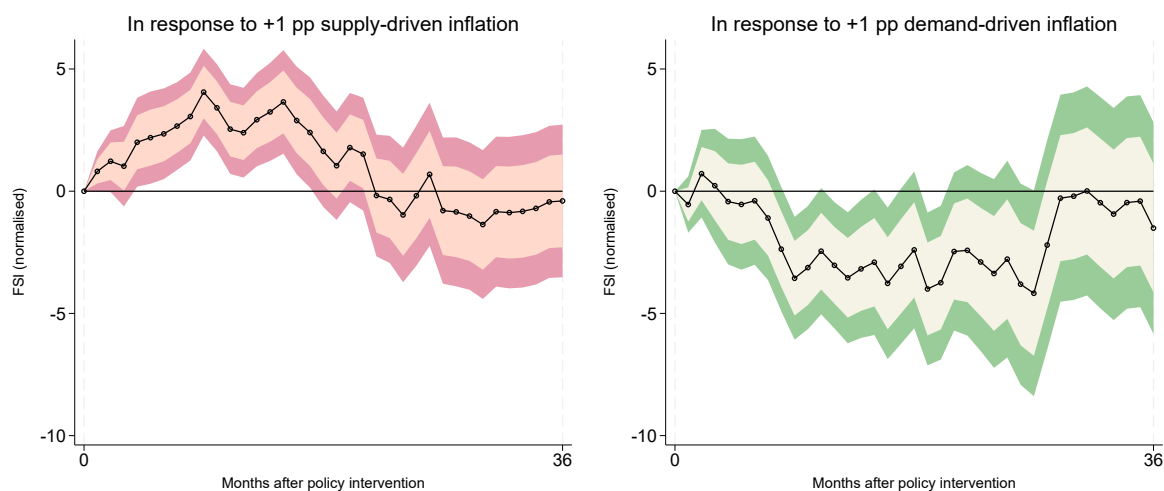 In response to +1 pp supply-driven inflation
5
0
-5
-10
FSI (normalised)
0
36
Months after policy intervention
In response to +1 pp demand-driven inflation
5
0
-5
-10
FSI (normalised)
0
36
Months after policy intervention